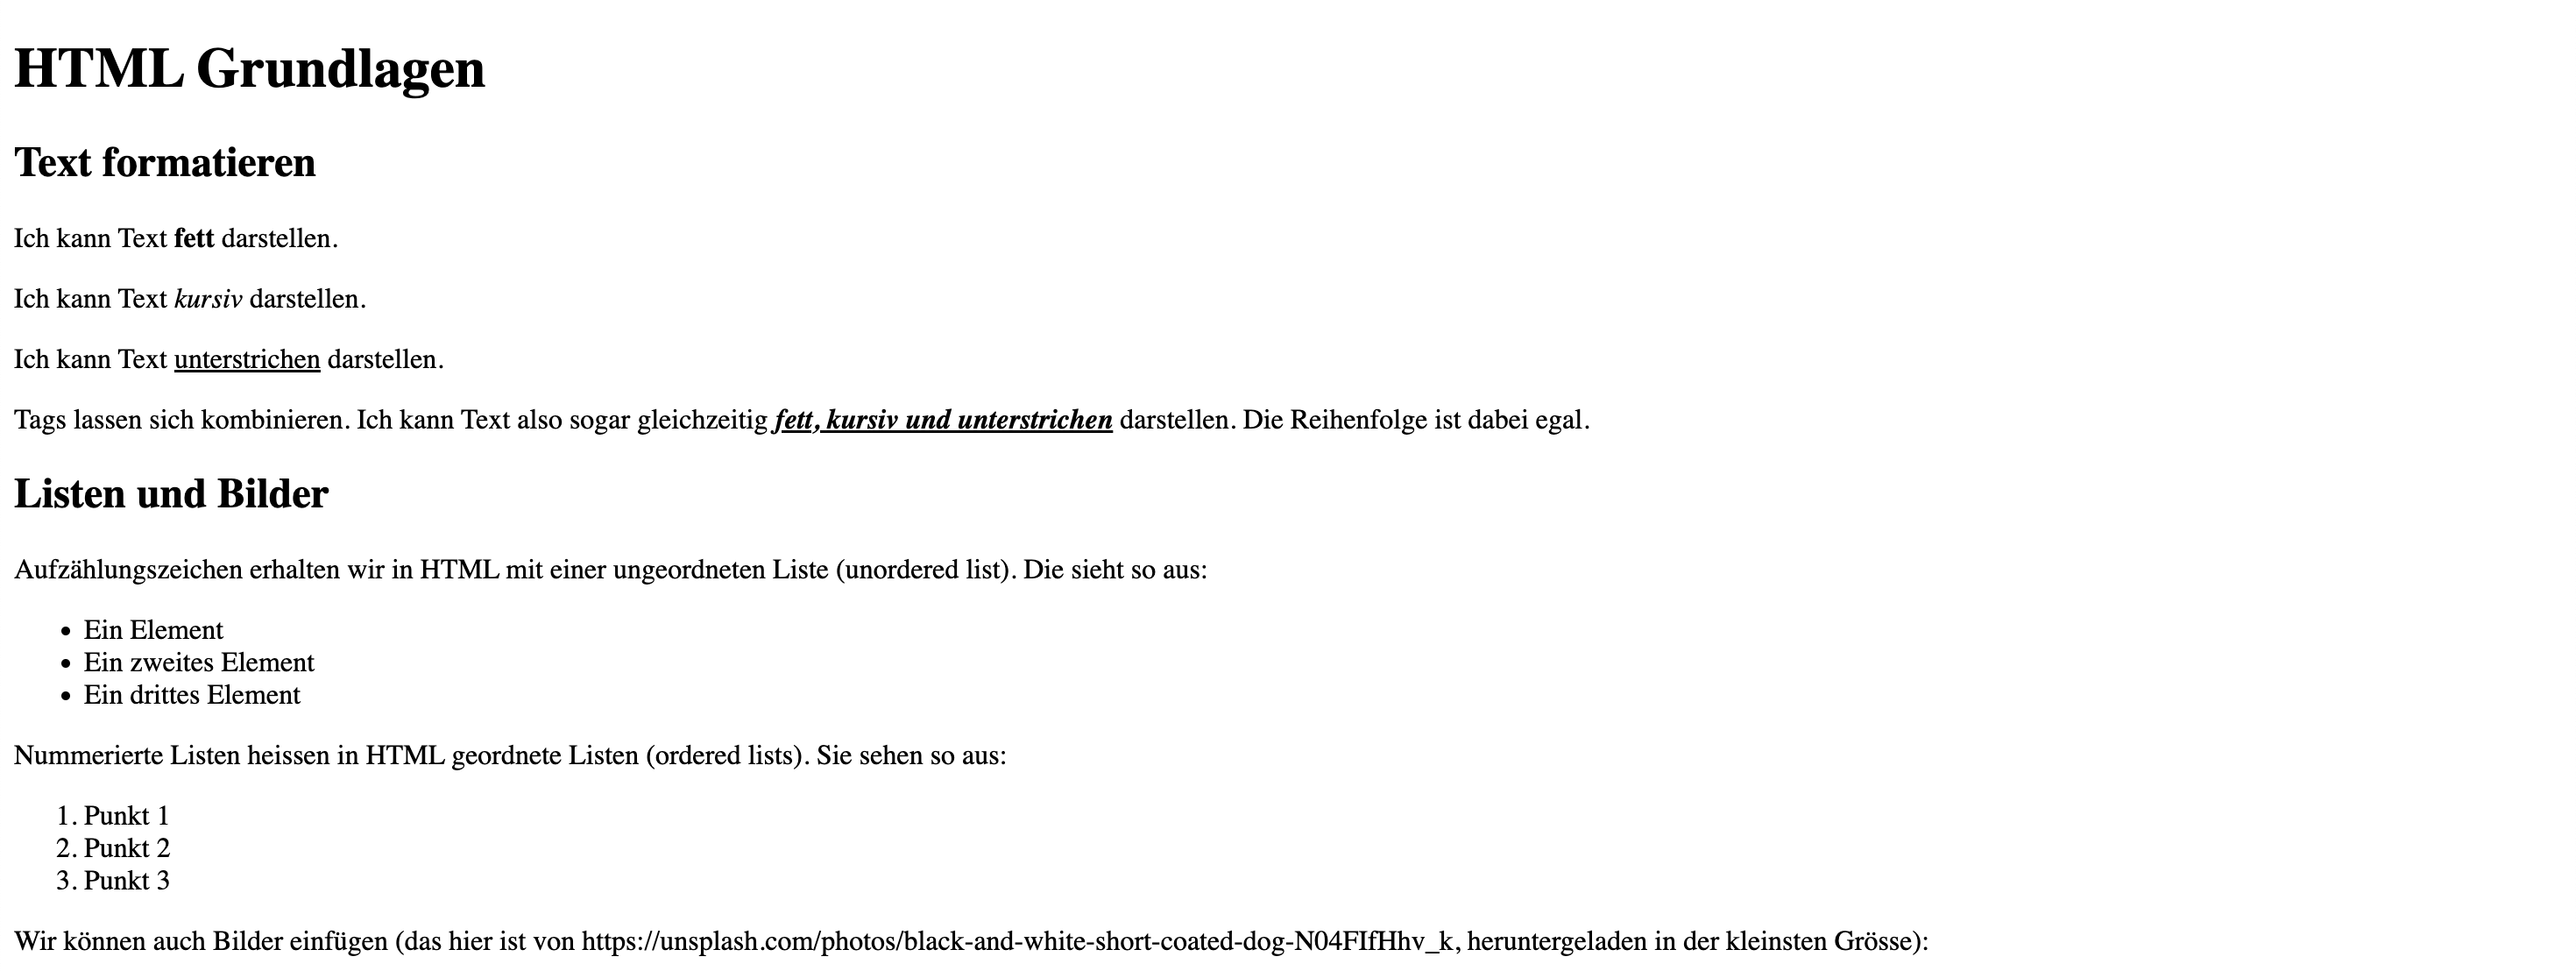 HTML Grundlagen
Text formatieren
Ich kann Text fett darstellen.
Ich kann Text kursiv darstellen.
Ich kann Text unterstrichen darstellen.
Tags lassen sich kombinieren. Ich kann Text also sogar gleichzeitig fett, kursiv und unterstrichen darstellen. Die Reihenfolge ist dabei egal.
Listen und Bilder
Aufzählungszeichen erhalten wir in HTML mit einer ungeordneten Liste (unordered list). Die sieht so aus:
• Ein Element
• Ein zweites Element
• Ein drittes Element
Nummerierte Listen heissen in HTML geordnete Listen (ordered lists). Sie sehen so aus:
1. Punkt 1
2. Punkt 2
3. Punkt 3
Wir können auch Bilder einfügen (das hier ist von https://unsplash.com/photos/black-and-white-short-coated-dog-N04FIfHhv_k, heruntergeladen in der kleinsten Grösse):